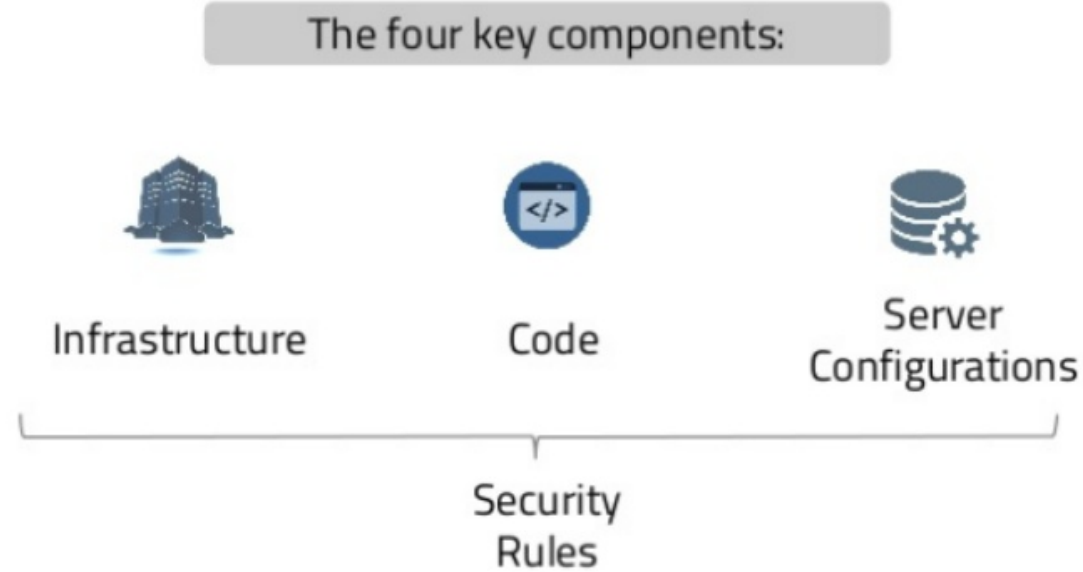 The four key components:
</>
Infrastructure
Code
Server
Configurations
Security
Rules